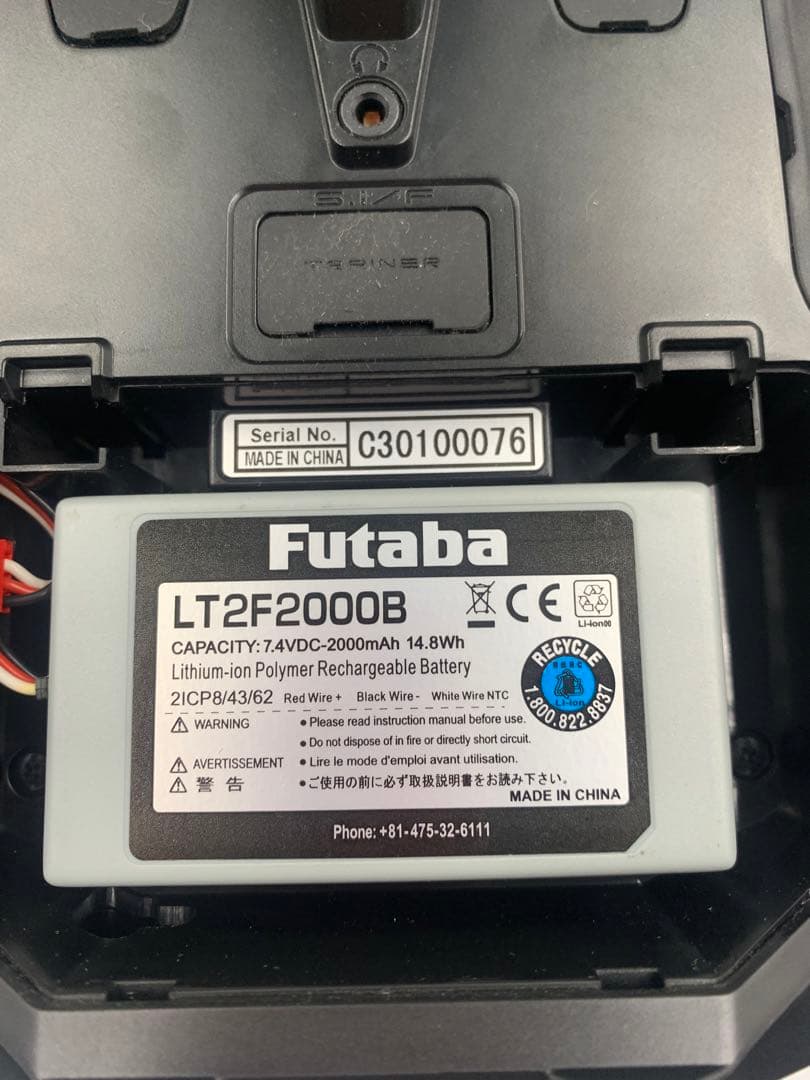 S.I/F
TRAINER
Serial No.
MADE IN CHINA
C30100076
Futaba
LT2F2000B
CE
Li-ion00
CAPACITY: 7.4VDC-2000mAh 14.8Wh
Lithium-ion Polymer Rechargeable Battery
2ICP8/43/62 Red Wire + Black Wire - White Wire NTC
RECYCLE
Li-Ion
1.800.822.8837
WARNING
•Please read instruction manual before use.
•Do not dispose of in fire or directly short circuit.
AVERTISSEMENT •Lire le mode d'emploi avant utilisation.
警告 •ご使用の前に必ず取扱説明書をお読み下さい。
MADE IN CHINA
Phone: +81-475-32-6111